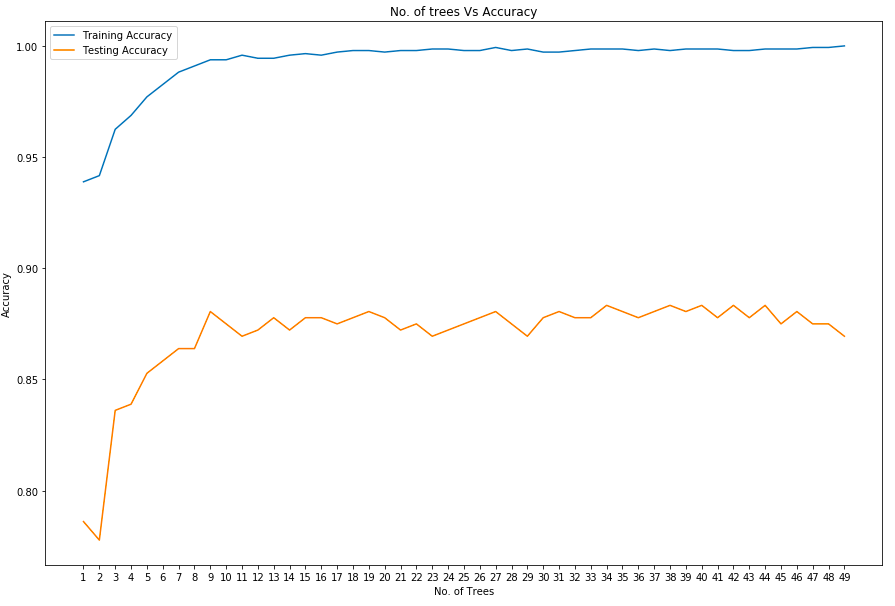 No. of trees Vs Accuracy
Training Accuracy
Testing Accuracy
1.00
0.95
0.90
0.85
0.80
Accuracy
1 2 3 4 5 6 7 8 9 10 11 12 13 14 15 16 17 18 19 20 21 22 23 24 25 26 27 28 29 30 31 32 33 34 35 36 37 38 39 40 41 42 43 44 45 46 47 48 49
No. of Trees